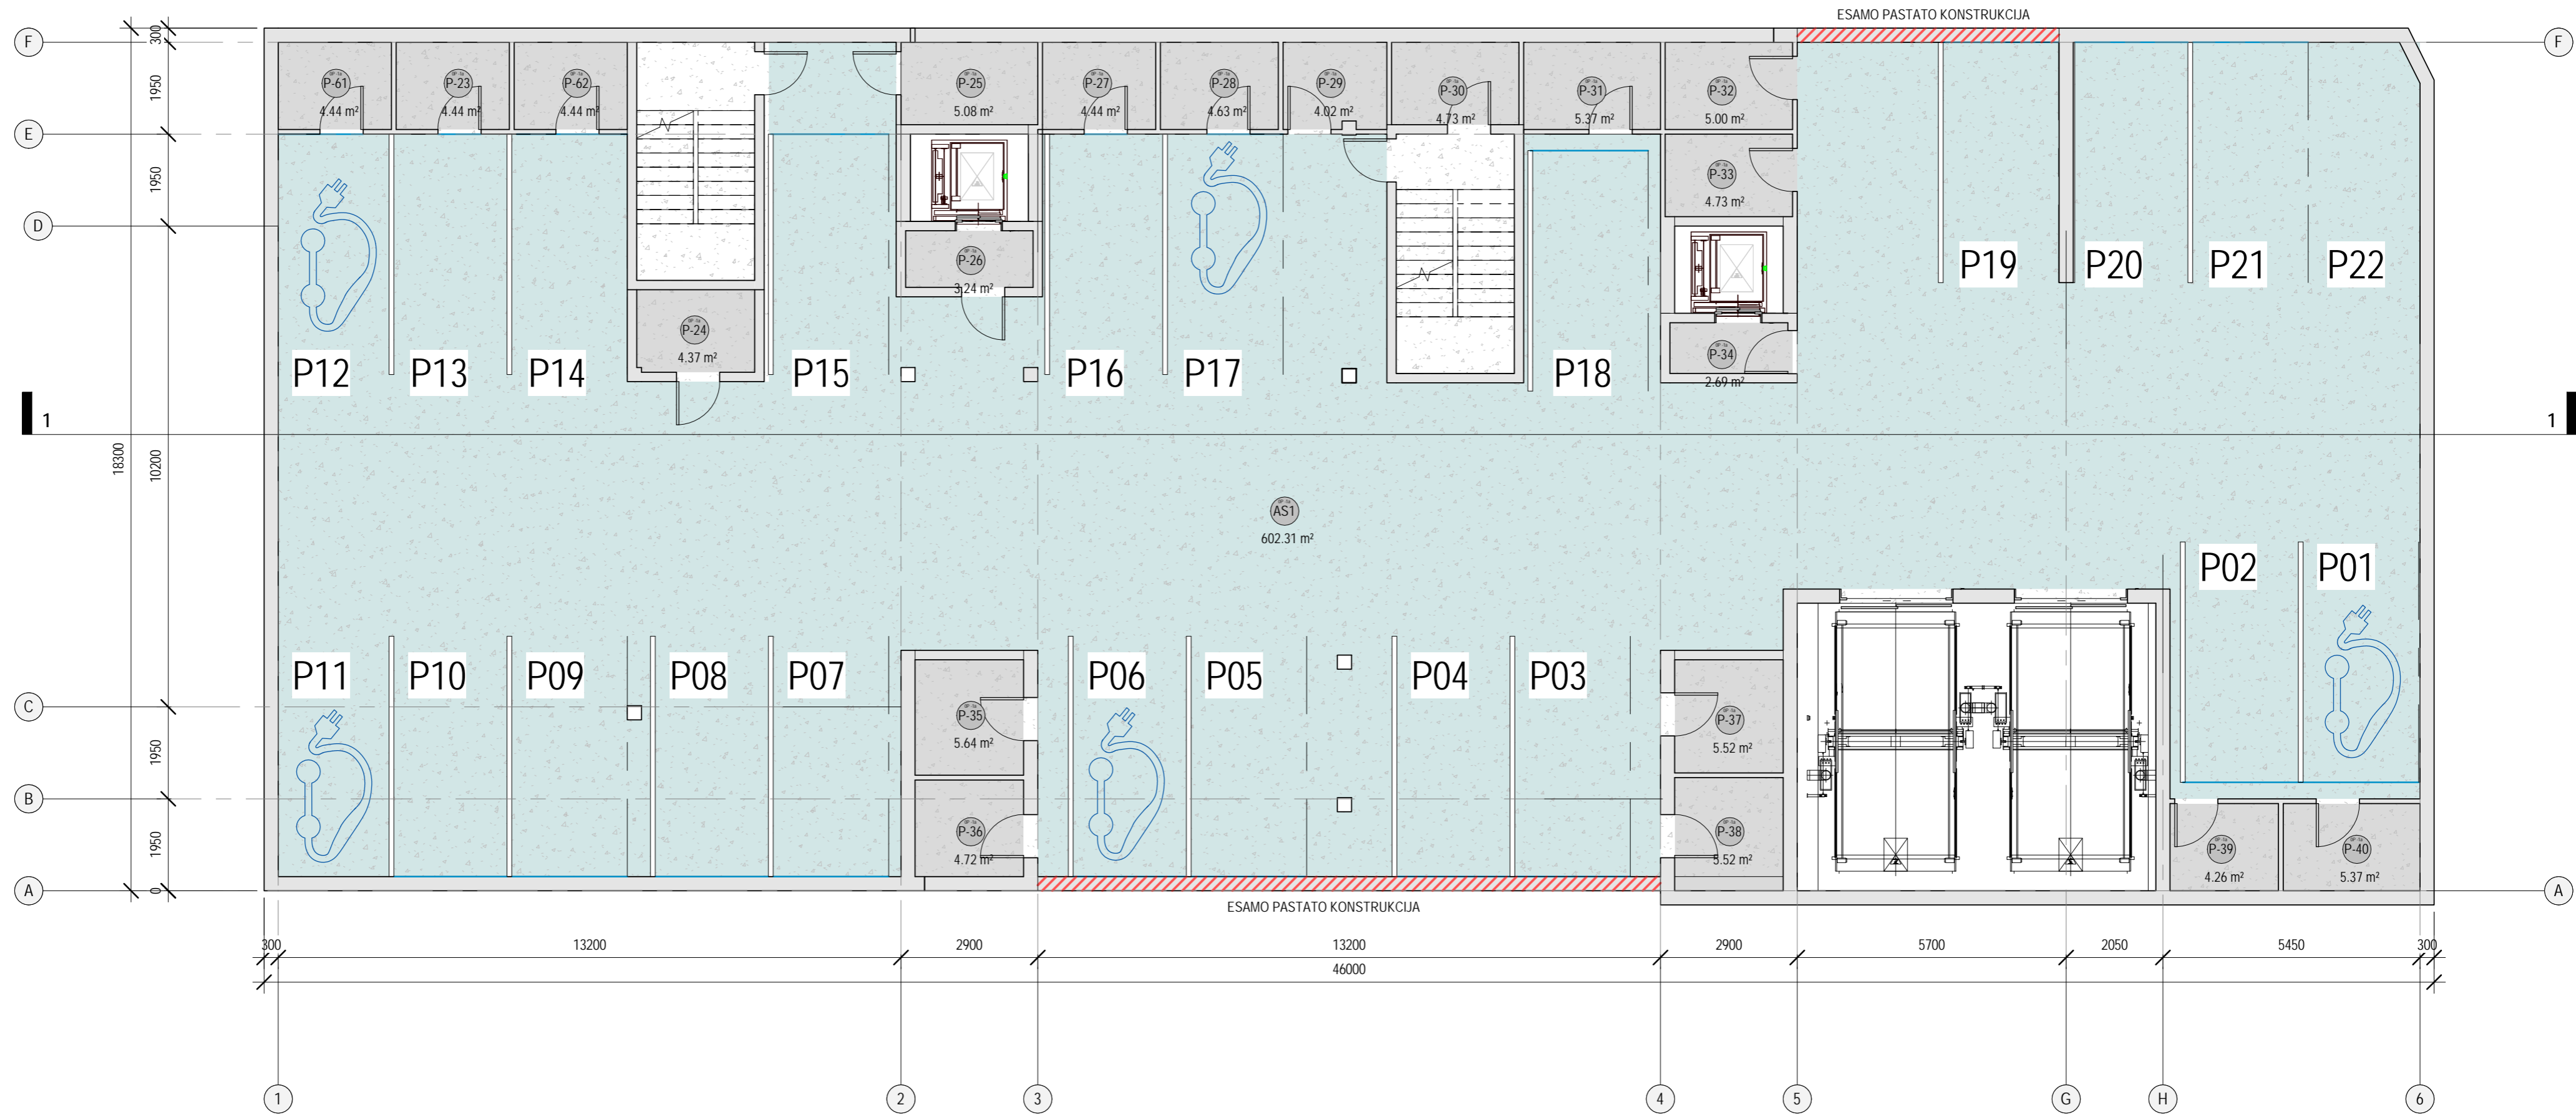 ESAMO PASTATO KONSTRUKCIJA
F
F
300
P-61
4.44 m²
P-23
4.44 m²
P-62
4.44 m²
P-25
5.08 m²
P-27
4.44 m²
P-28
4.63 m²
P-29
4.02 m²
P-30
4.73 m²
P-31
5.37 m²
P-32
5.00 m²
1950
E
E
1950
P-33
4.73 m²
D
D
P-26
3.24 m²
P19
P20
P21
P22
P-24
4.37 m²
P-34
2.69 m²
P12
P13
P14
P15
P16
P17
P18
1
1
18300
10200
AS1
602.31 m²
P02
P01
P11
P10
P09
P08
P07
P06
P05
P04
P03
C
P-35
5.64 m²
P-37
5.52 m²
1950
B
P-36
4.72 m²
P-38
5.52 m²
P-39
4.26 m²
P-40
5.37 m²
1950
A
0
A
ESAMO PASTATO KONSTRUKCIJA
300
13200
2900
13200
2900
5700
2050
5450
300
46000
1
2
3
4
5
G
H
6